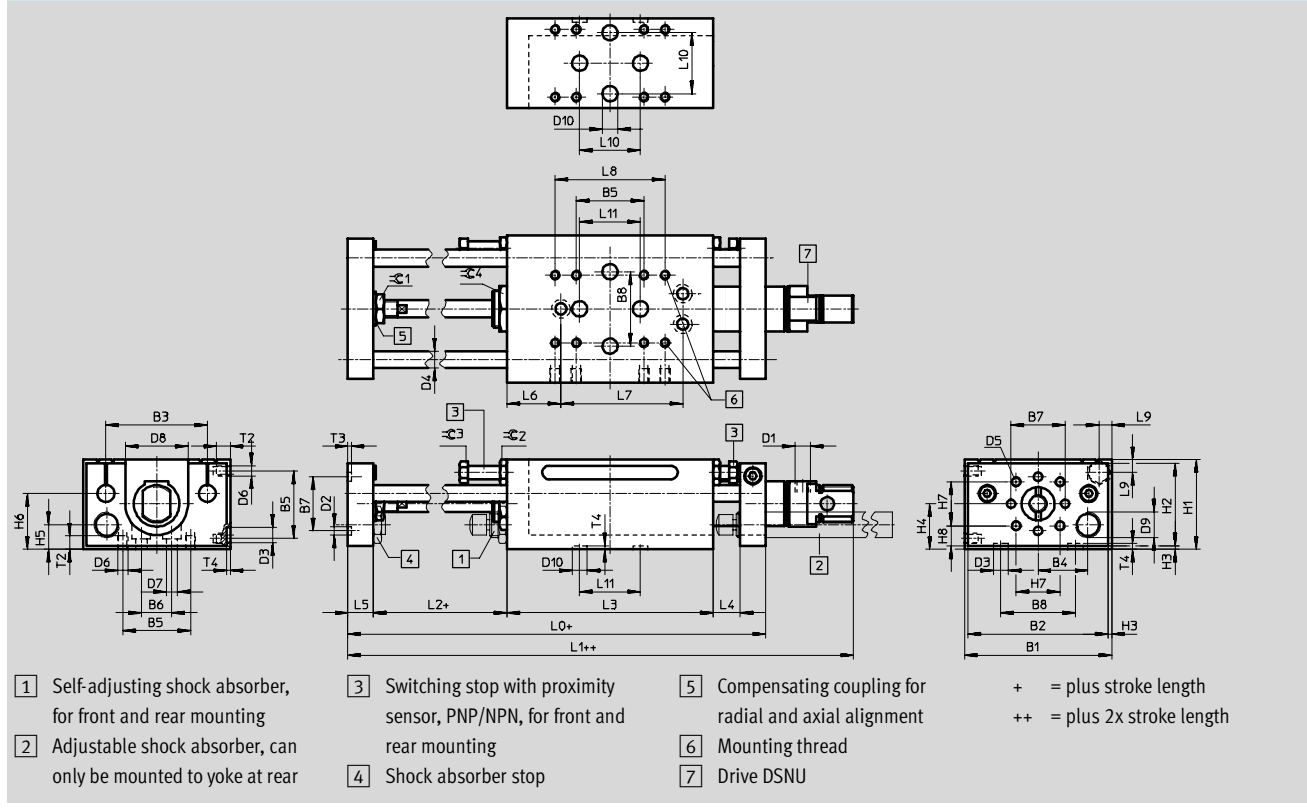 L10
D10
L10
L8
B5
L11
7
1
4
B8
5
D4
L6
L7
6
3
B3
D8
T2
D6
B5
H6
H5
T2
D6
T4
D3
D7
B6
B5
T3
3
2
3
D1
B7
D2
T4
4
1
D10
L11
2
L5
L2+
L3
L4
L0+
L1++
B7
L9
D5
L9
H2
H1
H4
H7
H8
D9
T4
H3
D3
B4
H7
B8
B2
H3
B1
1 Self-adjusting shock absorber,
for front and rear mounting
2 Adjustable shock absorber, can
only be mounted to yoke at rear
3 Switching stop with proximity
sensor, PNP/NPN, for front and
rear mounting
4 Shock absorber stop
5 Compensating coupling for
radial and axial alignment
6 Mounting thread
7 Drive DSNU
+ = plus stroke length
++ = plus 2x stroke length